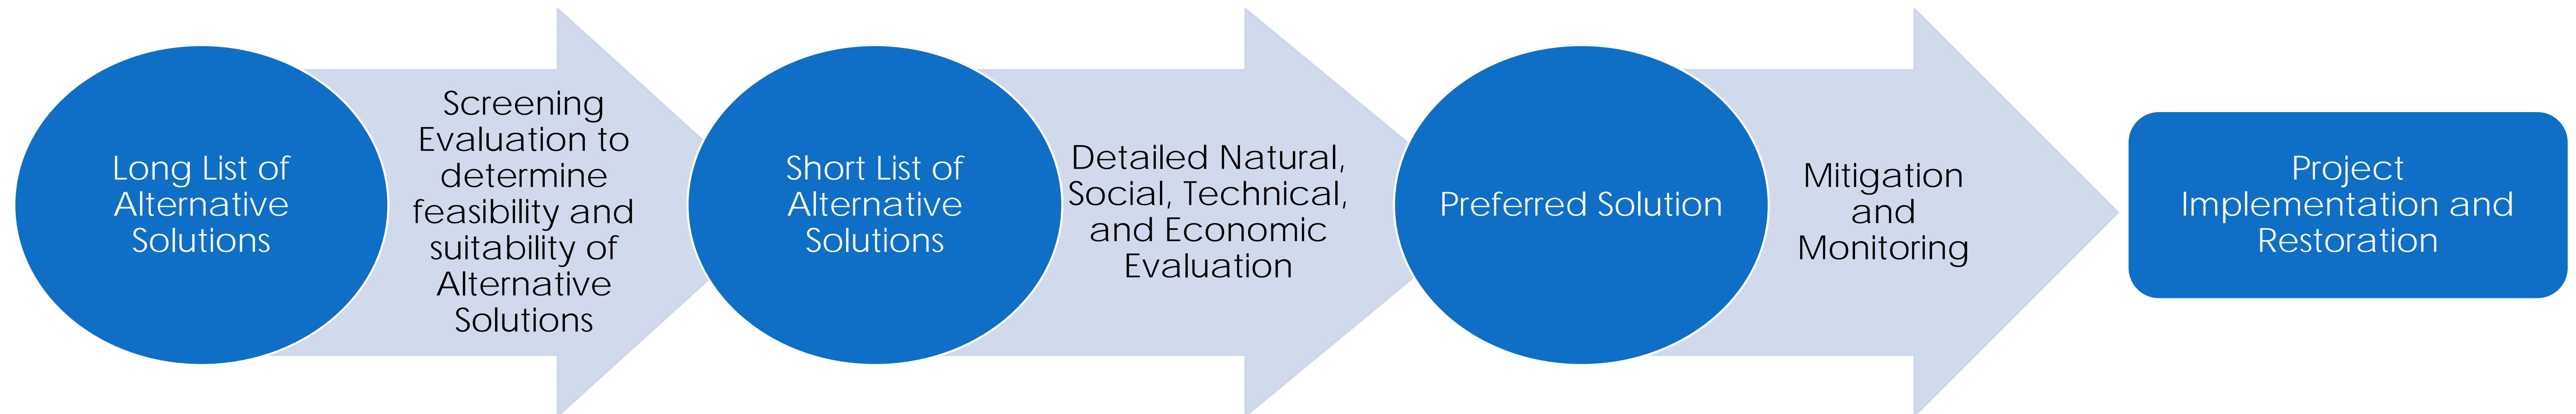 Long List of
Alternative
Solutions
Screening
Evaluation to
determine
feasibility and
suitability of
Alternative
Solutions
Short List of
Alternative
Solutions
Detailed Natural,
Social, Technical,
and Economic
Evaluation
Preferred Solution
Mitigation
and
Monitoring
Project
Implementation and
Restoration